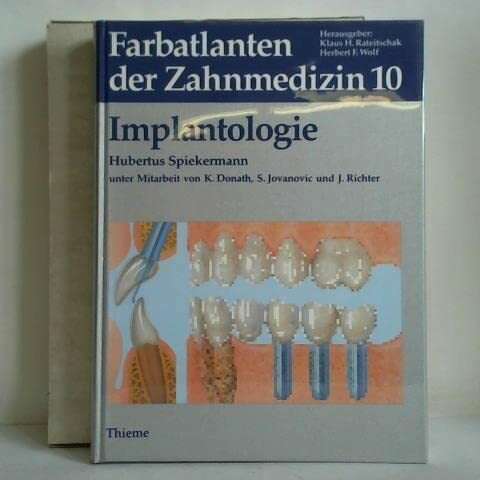 Farbatlanten
der Zahnmedizin 10
Herausgeber:
Klaus H. Rateitschak
Herbert F. Wolf
Implantologie
Hubertus Spiekermann
unter Mitarbeit von K. Donath, S. Jovanovic und J. Richter
Thieme